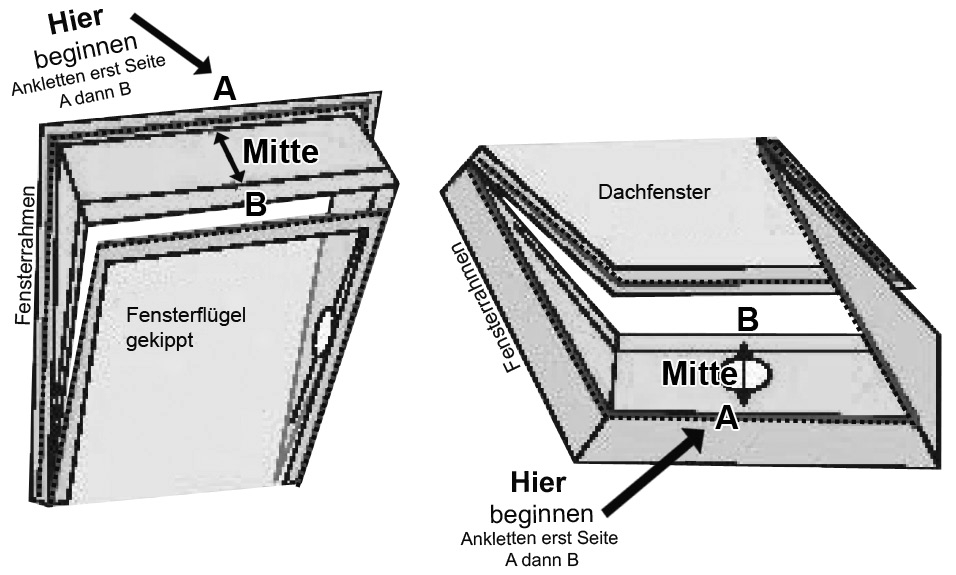 Hier
beginnen
Ankletten erst Seite
A dann B
A
Mitte
B
Fensterrahmen
Fensterflügel
gekippt
Dachfenster
Fensterrahmen
B
Mitte
A
Hier
beginnen
Ankletten erst Seite
A dann B